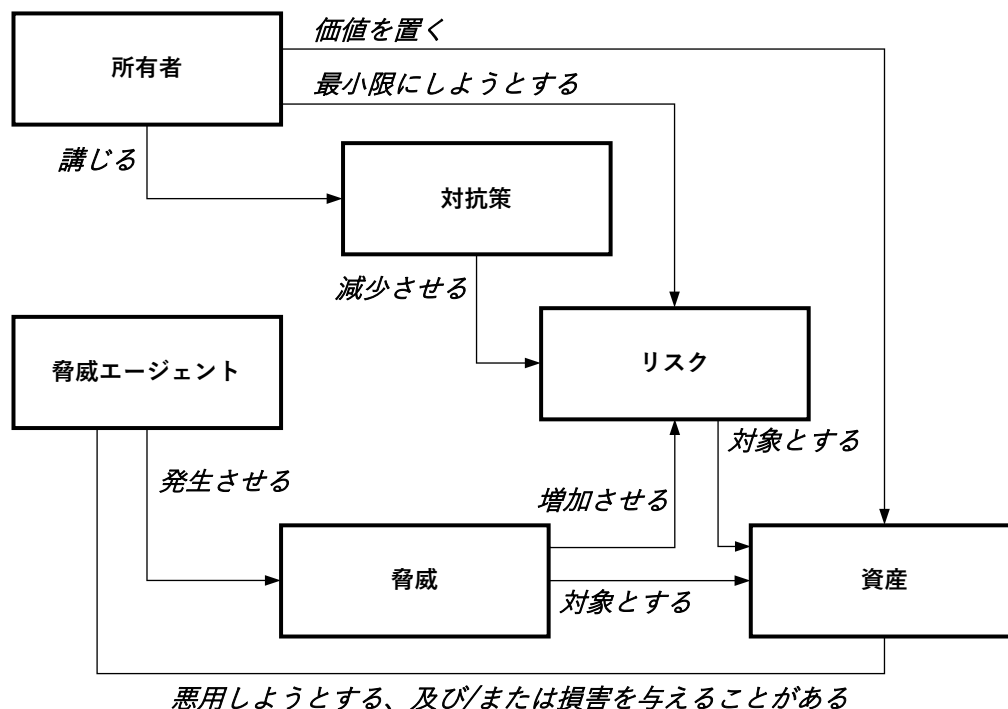 価値を置く
所有者
最小限にしようとする
講じる
対抗策
減少させる
リスク
脅威エージェント
対象とする
発生させる
増加させる
脅威
資産
対象とする
悪用しようとする、及び/または損害を与えることがある